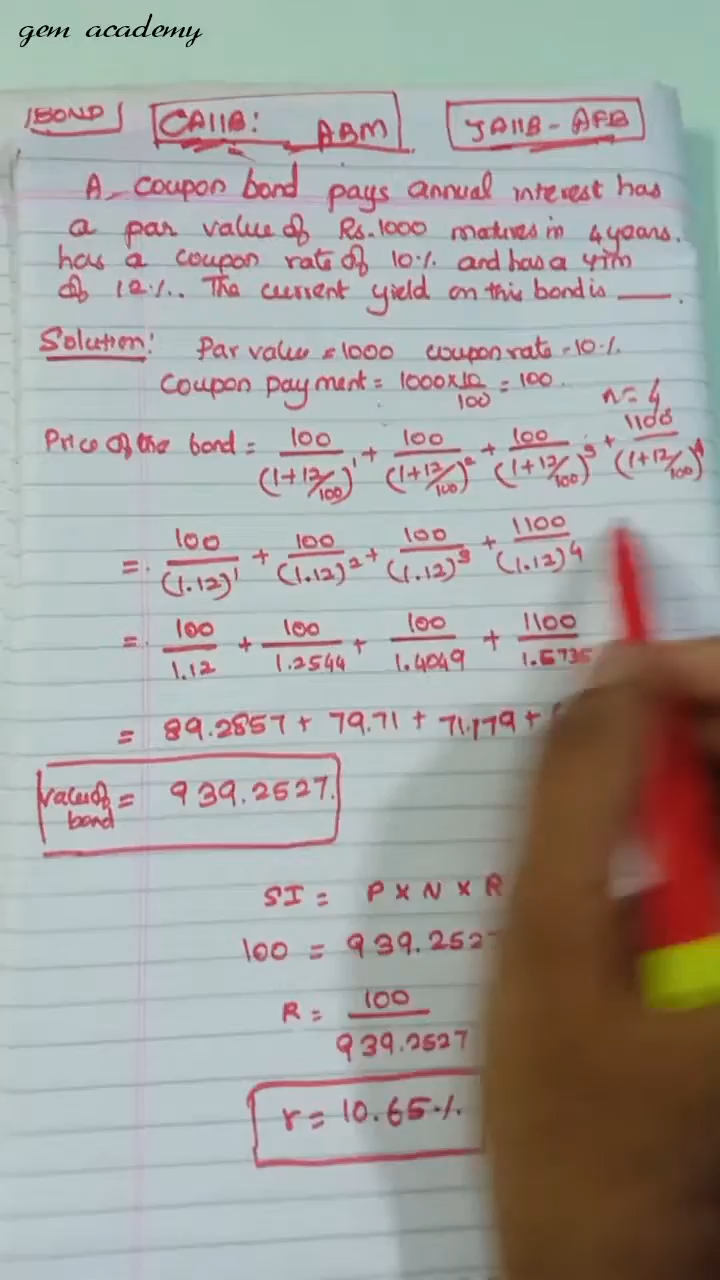 gem academy
BOND CAIIB: ABM JAIIB - AFB
A coupon bond pays annual interest has
a par value of Rs.1000 matures in 4 years.
has a coupon rate of 10% and has a YTM
of 12%. The current yield on this bond is ___.
Solution: Par value = 1000 coupon rate - 10%
Coupon payment = 1000×10/100 = 100. n=4
Price of the bond = 100/(1+12/100)^1 + 100/(1+12/100)^2 + 100/(1+12/100)^3 + 1100/(1+12/100)^4
= 100/(1.12)^1 + 100/(1.12)^2 + 100/(1.12)^3 + 1100/(1.12)^4
= 100/1.12 + 100/1.2544 + 100/1.4049 + 1100/1.5735
= 89.2857 + 79.71 + 71.179 +
Value of bond = 939.2527.
SI = P × N × R
100 = 939.2527
R = 100/939.2527
r = 10.65%